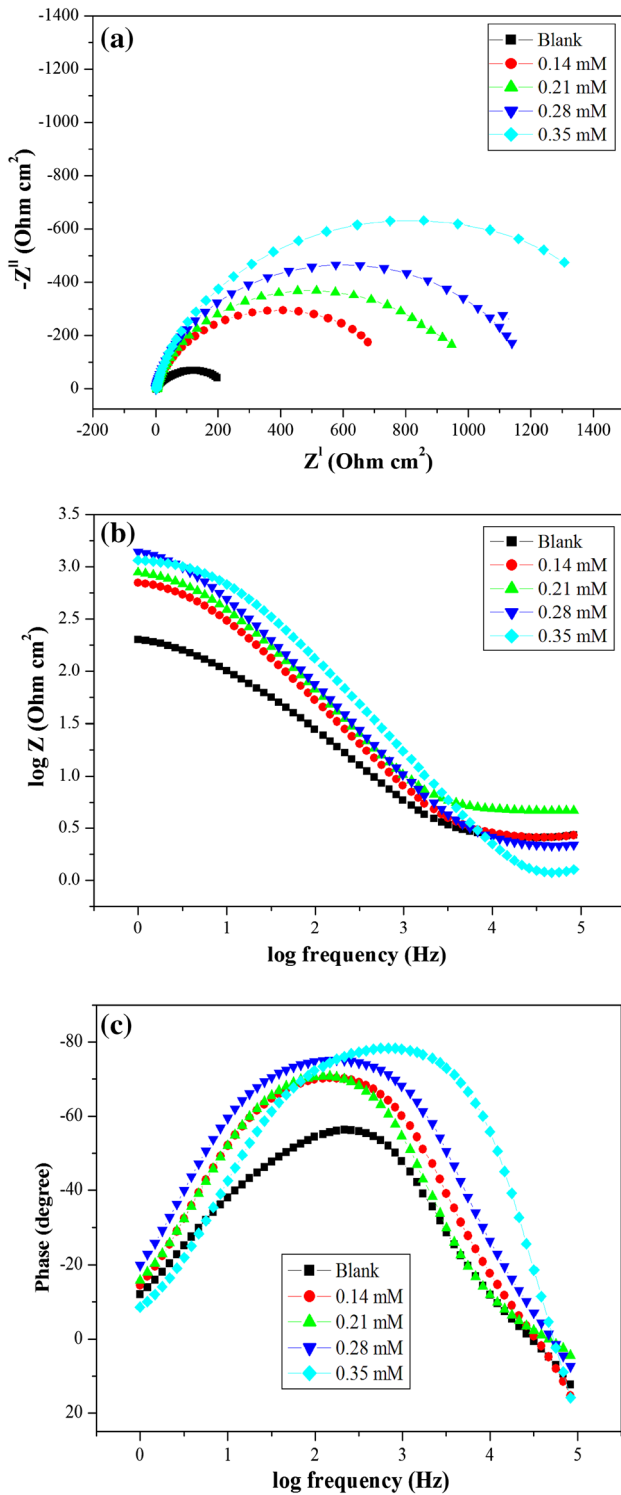 (a)
-1400
-1200
-1000
-800
-600
-400
-200
0
-Zᴵᴵ (Ohm cm²)
Blank
0.14 mM
0.21 mM
0.28 mM
0.35 mM
-200 0 200 400 600 800 1000 1200 1400
Zᴵ (Ohm cm²)
(b)
3.5
3.0
2.5
2.0
1.5
1.0
0.5
0.0
log Z (Ohm cm²)
Blank
0.14 mM
0.21 mM
0.28 mM
0.35 mM
0 1 2 3 4 5
log frequency (Hz)
(c)
-80
-60
-40
-20
0
20
Phase (degree)
Blank
0.14 mM
0.21 mM
0.28 mM
0.35 mM
0 1 2 3 4 5
log frequency (Hz)